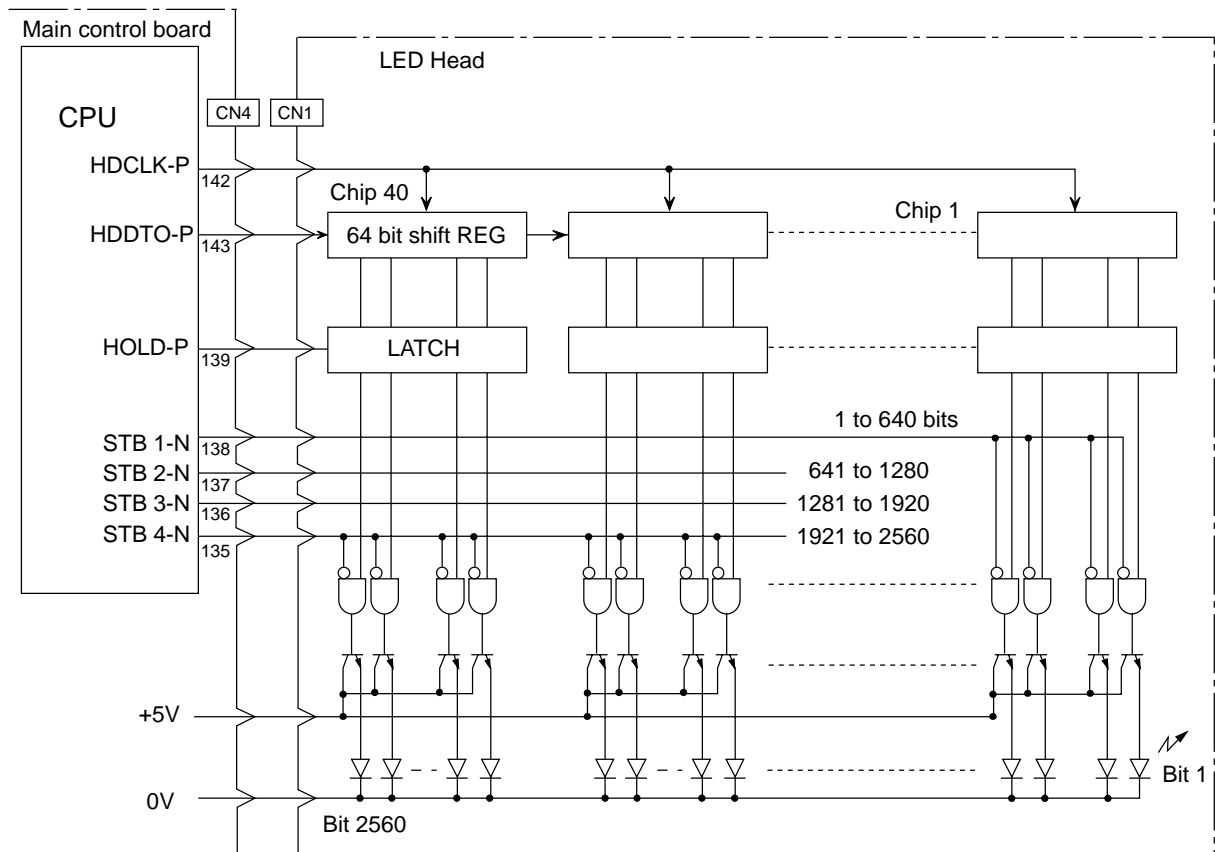 Main control board
LED Head
CPU
CN4
CN1
HDCLK-P
142
Chip 40
Chip 1
HDDTO-P
143
64 bit shift REG
HOLD-P
139
LATCH
1 to 640 bits
STB 1-N
138
STB 2-N
137
641 to 1280
STB 3-N
136
1281 to 1920
STB 4-N
135
1921 to 2560
+5V
0V
Bit 1
Bit 2560